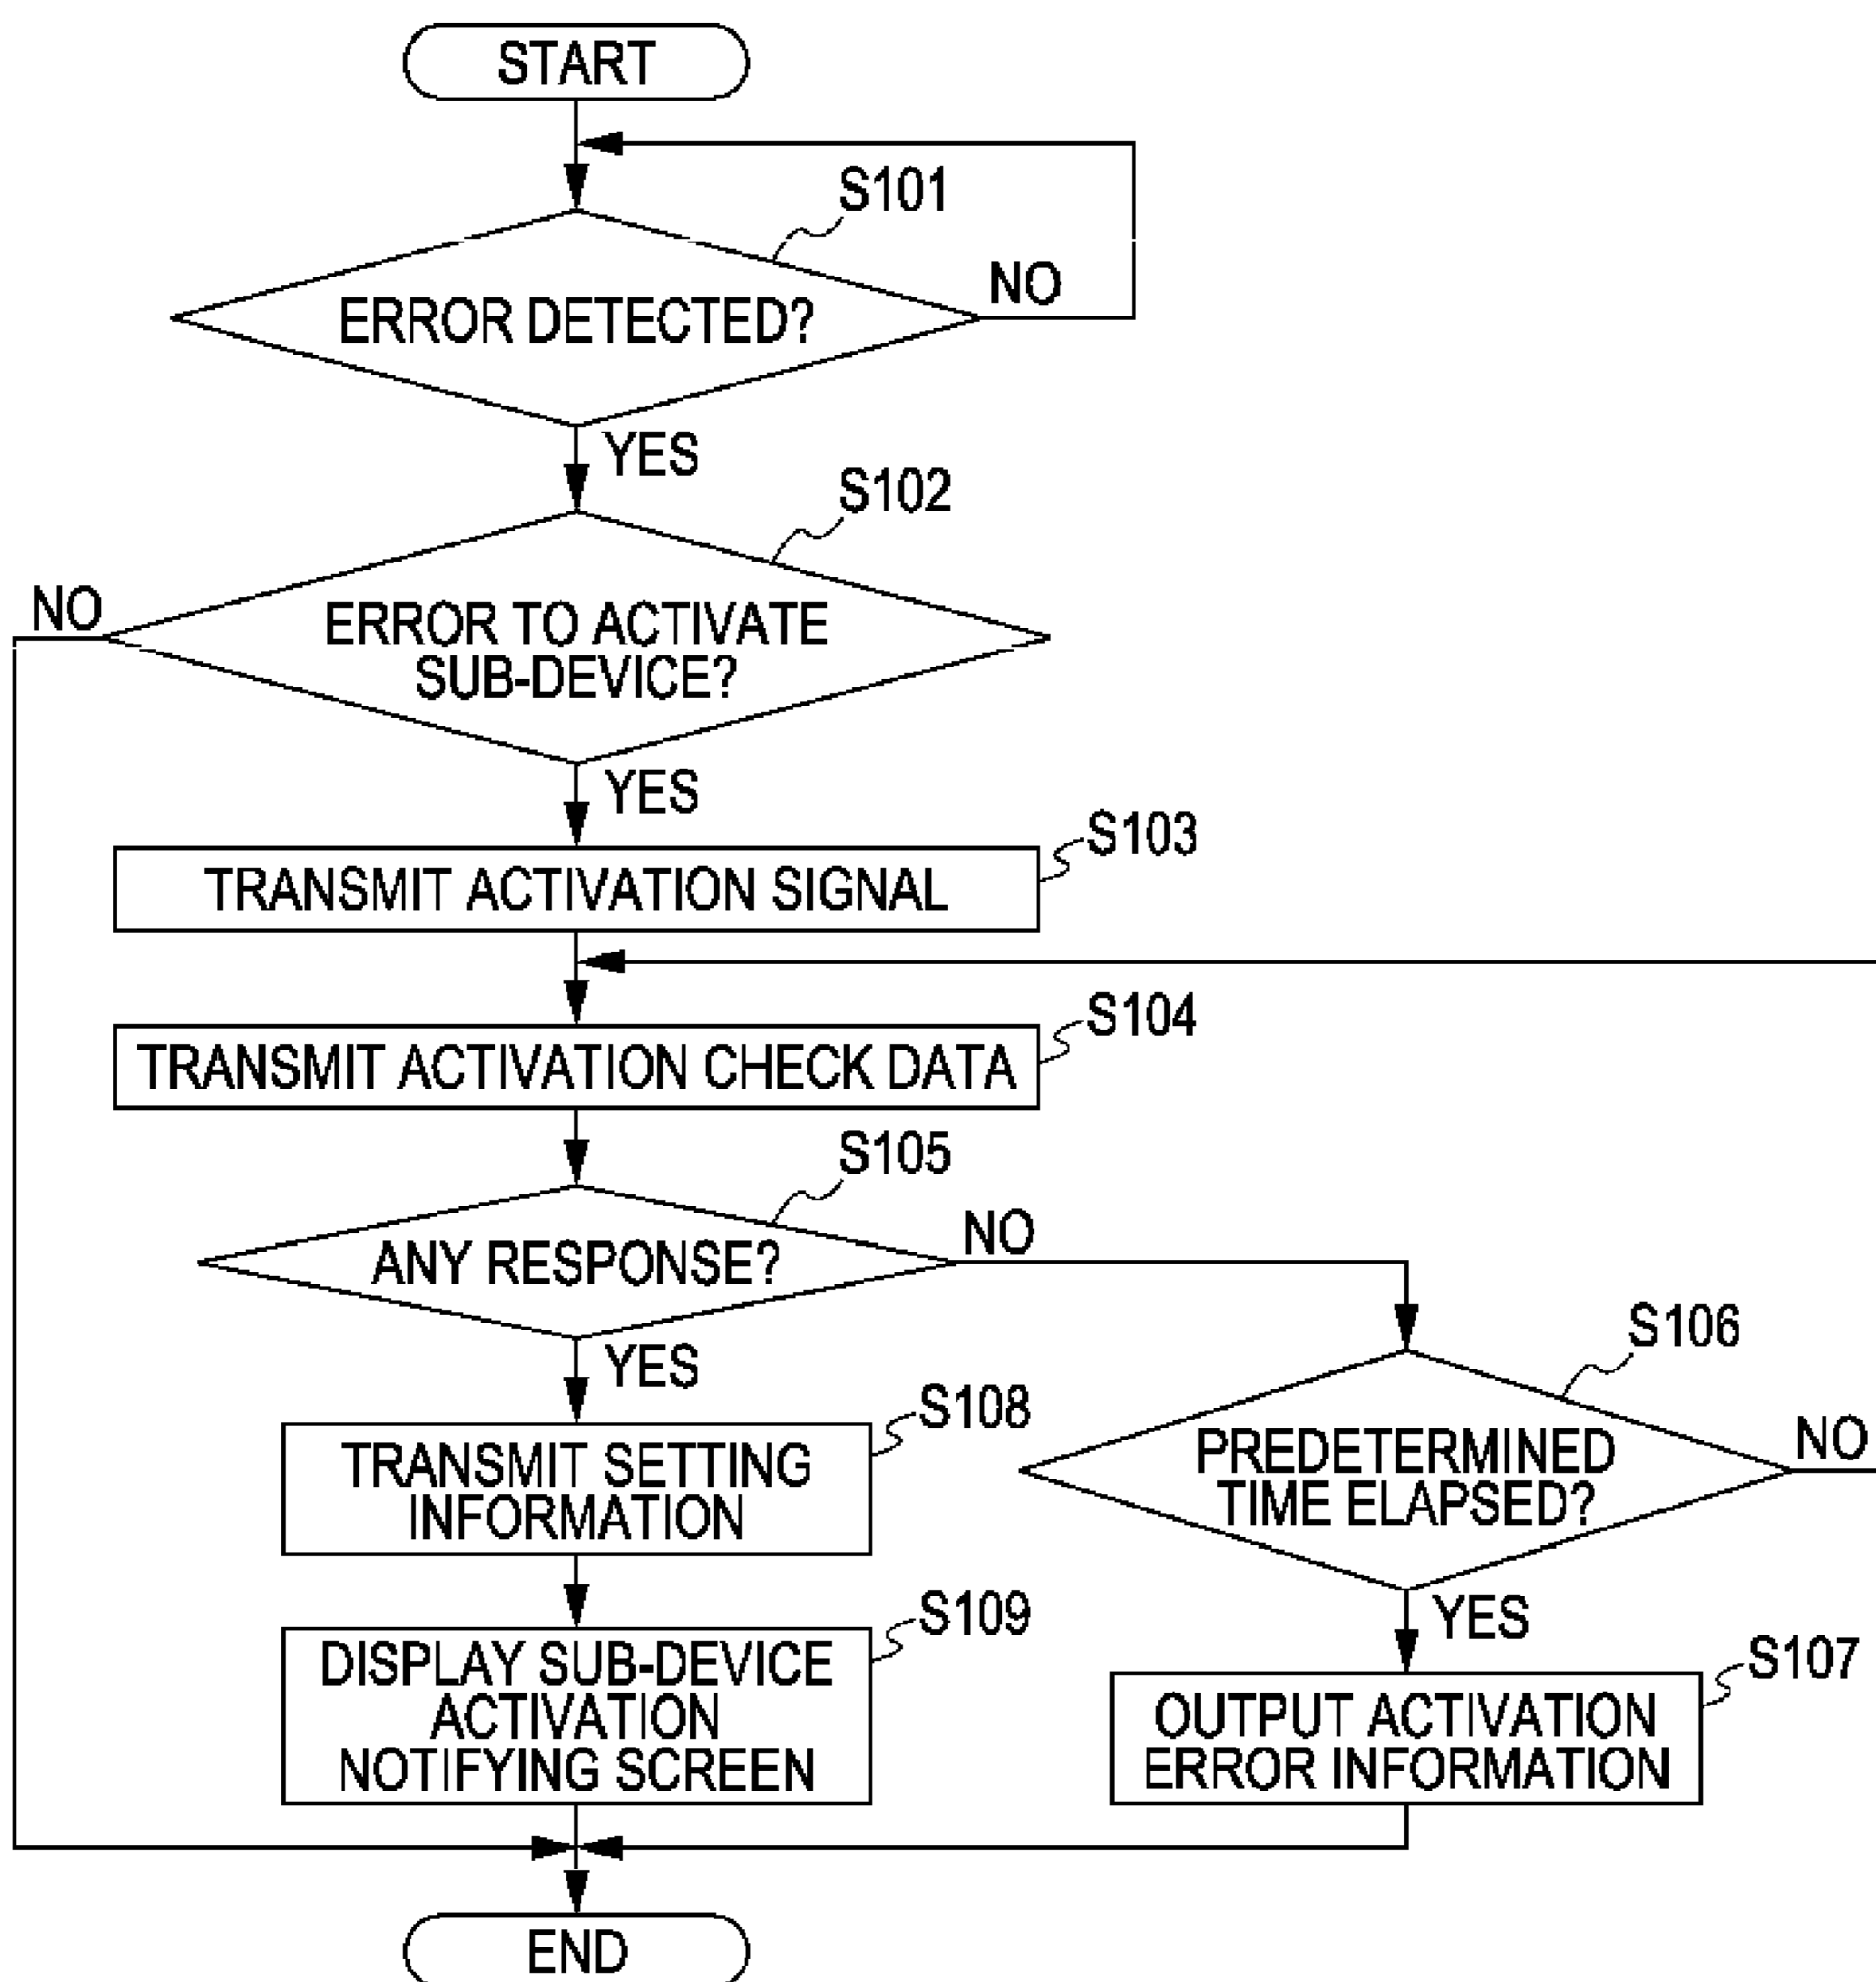 START
S101
ERROR DETECTED?
NO
YES
S102
NO
ERROR TO ACTIVATE
SUB-DEVICE?
YES
S103
TRANSMIT ACTIVATION SIGNAL
S104
TRANSMIT ACTIVATION CHECK DATA
S105
ANY RESPONSE?
NO
YES
S106
PREDETERMINED
TIME ELAPSED?
NO
YES
S108
TRANSMIT SETTING
INFORMATION
S109
DISPLAY SUB-DEVICE
ACTIVATION
NOTIFYING SCREEN
S107
OUTPUT ACTIVATION
ERROR INFORMATION
END